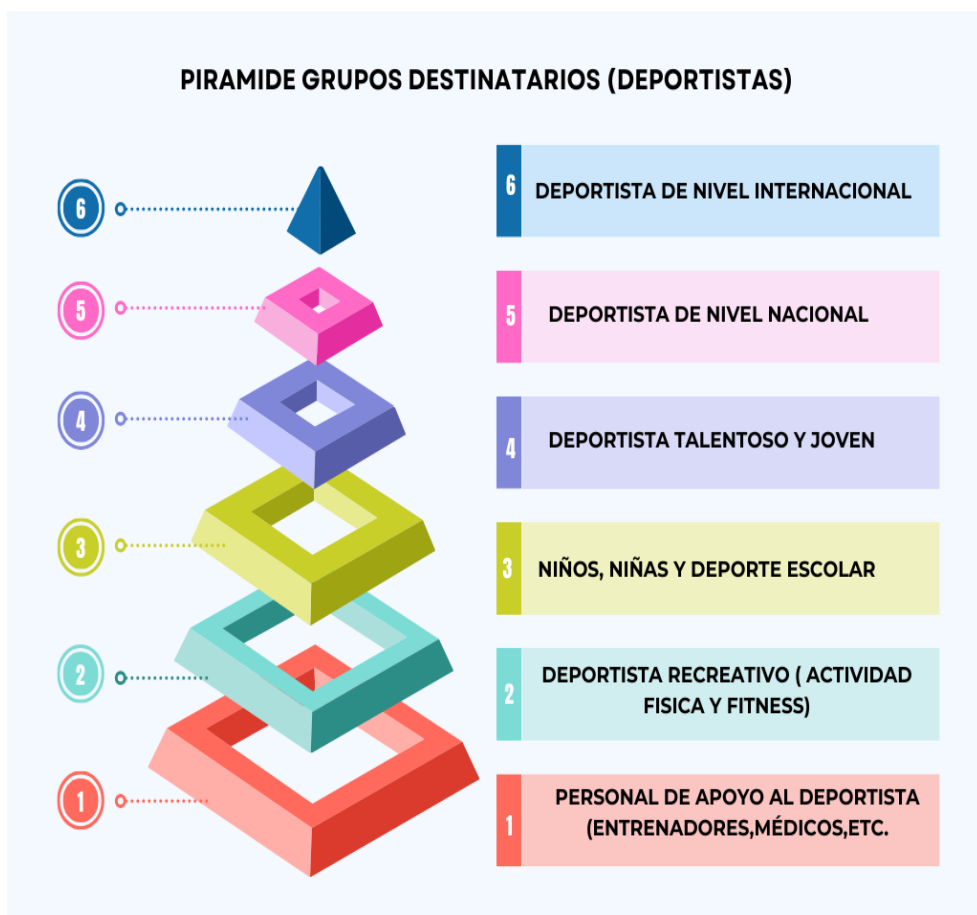 PIRAMIDE GRUPOS DESTINATARIOS (DEPORTISTAS)
6
6
DEPORTISTA DE NIVEL INTERNACIONAL
5
5
DEPORTISTA DE NIVEL NACIONAL
4
4
DEPORTISTA TALENTOSO Y JOVEN
3
3
NIÑOS, NIÑAS Y DEPORTE ESCOLAR
2
2
DEPORTISTA RECREATIVO ( ACTIVIDAD
FISICA Y FITNESS)
1
1
PERSONAL DE APOYO AL DEPORTISTA
(ENTRENADORES,MÉDICOS,ETC.